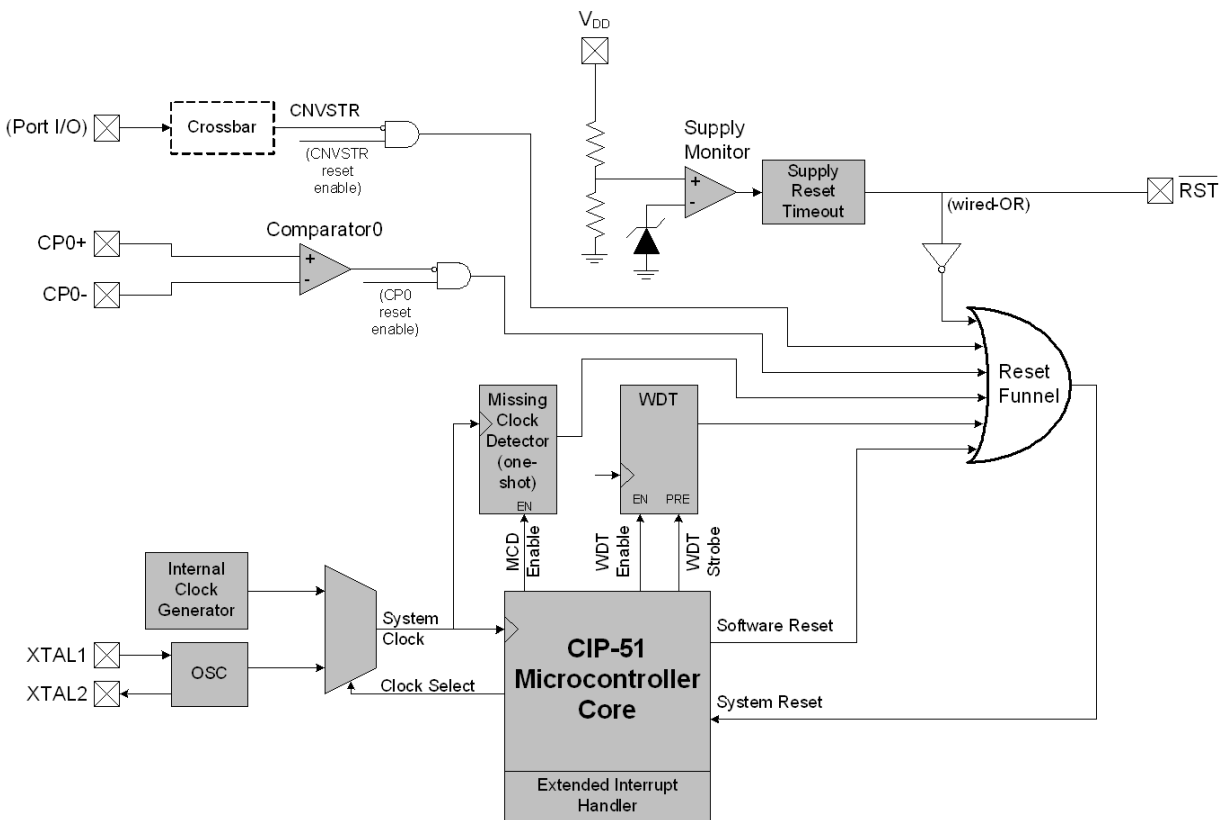 VDD
(Port I/O)
Crossbar
CNVSTR
(CNVSTR
reset
enable)
Supply
Monitor
+
-
Supply
Reset
Timeout
(wired-OR)
RST
CP0+
CP0-
Comparator0
+
-
(CP0
reset
enable)
Reset
Funnel
Missing
Clock
Detector
(one-
shot)
EN
WDT
EN
PRE
MCD
Enable
WDT
Enable
WDT
Strobe
Internal
Clock
Generator
System
Clock
XTAL1
XTAL2
OSC
Clock Select
CIP-51
Microcontroller
Core
Software Reset
System Reset
Extended Interrupt
Handler